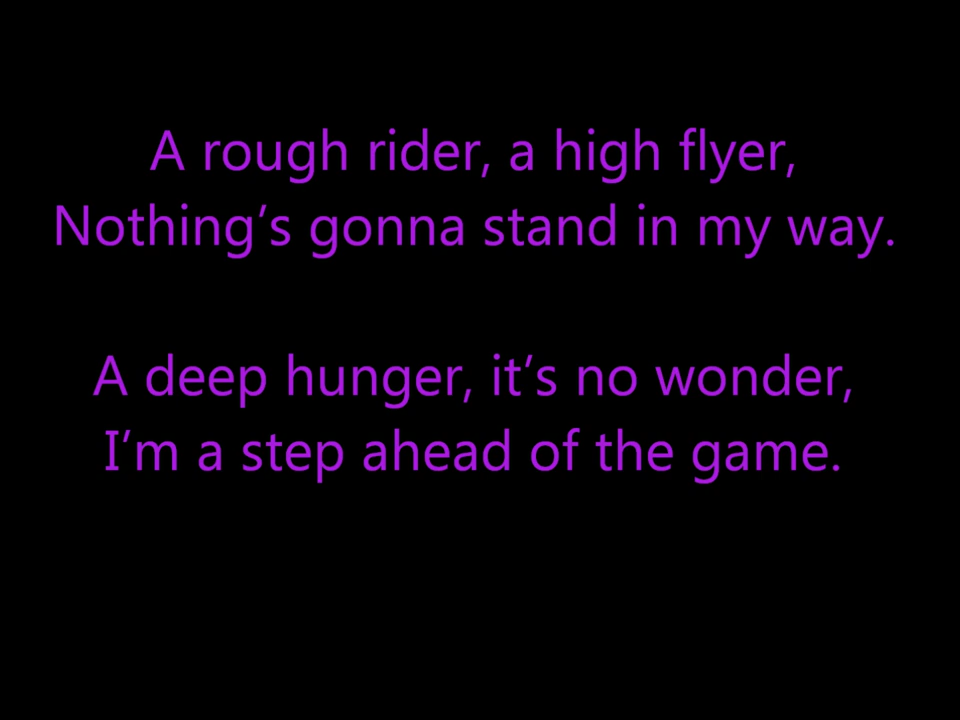 A rough rider, a high flyer,
Nothing’s gonna stand in my way.
A deep hunger, it’s no wonder,
I’m a step ahead of the game.